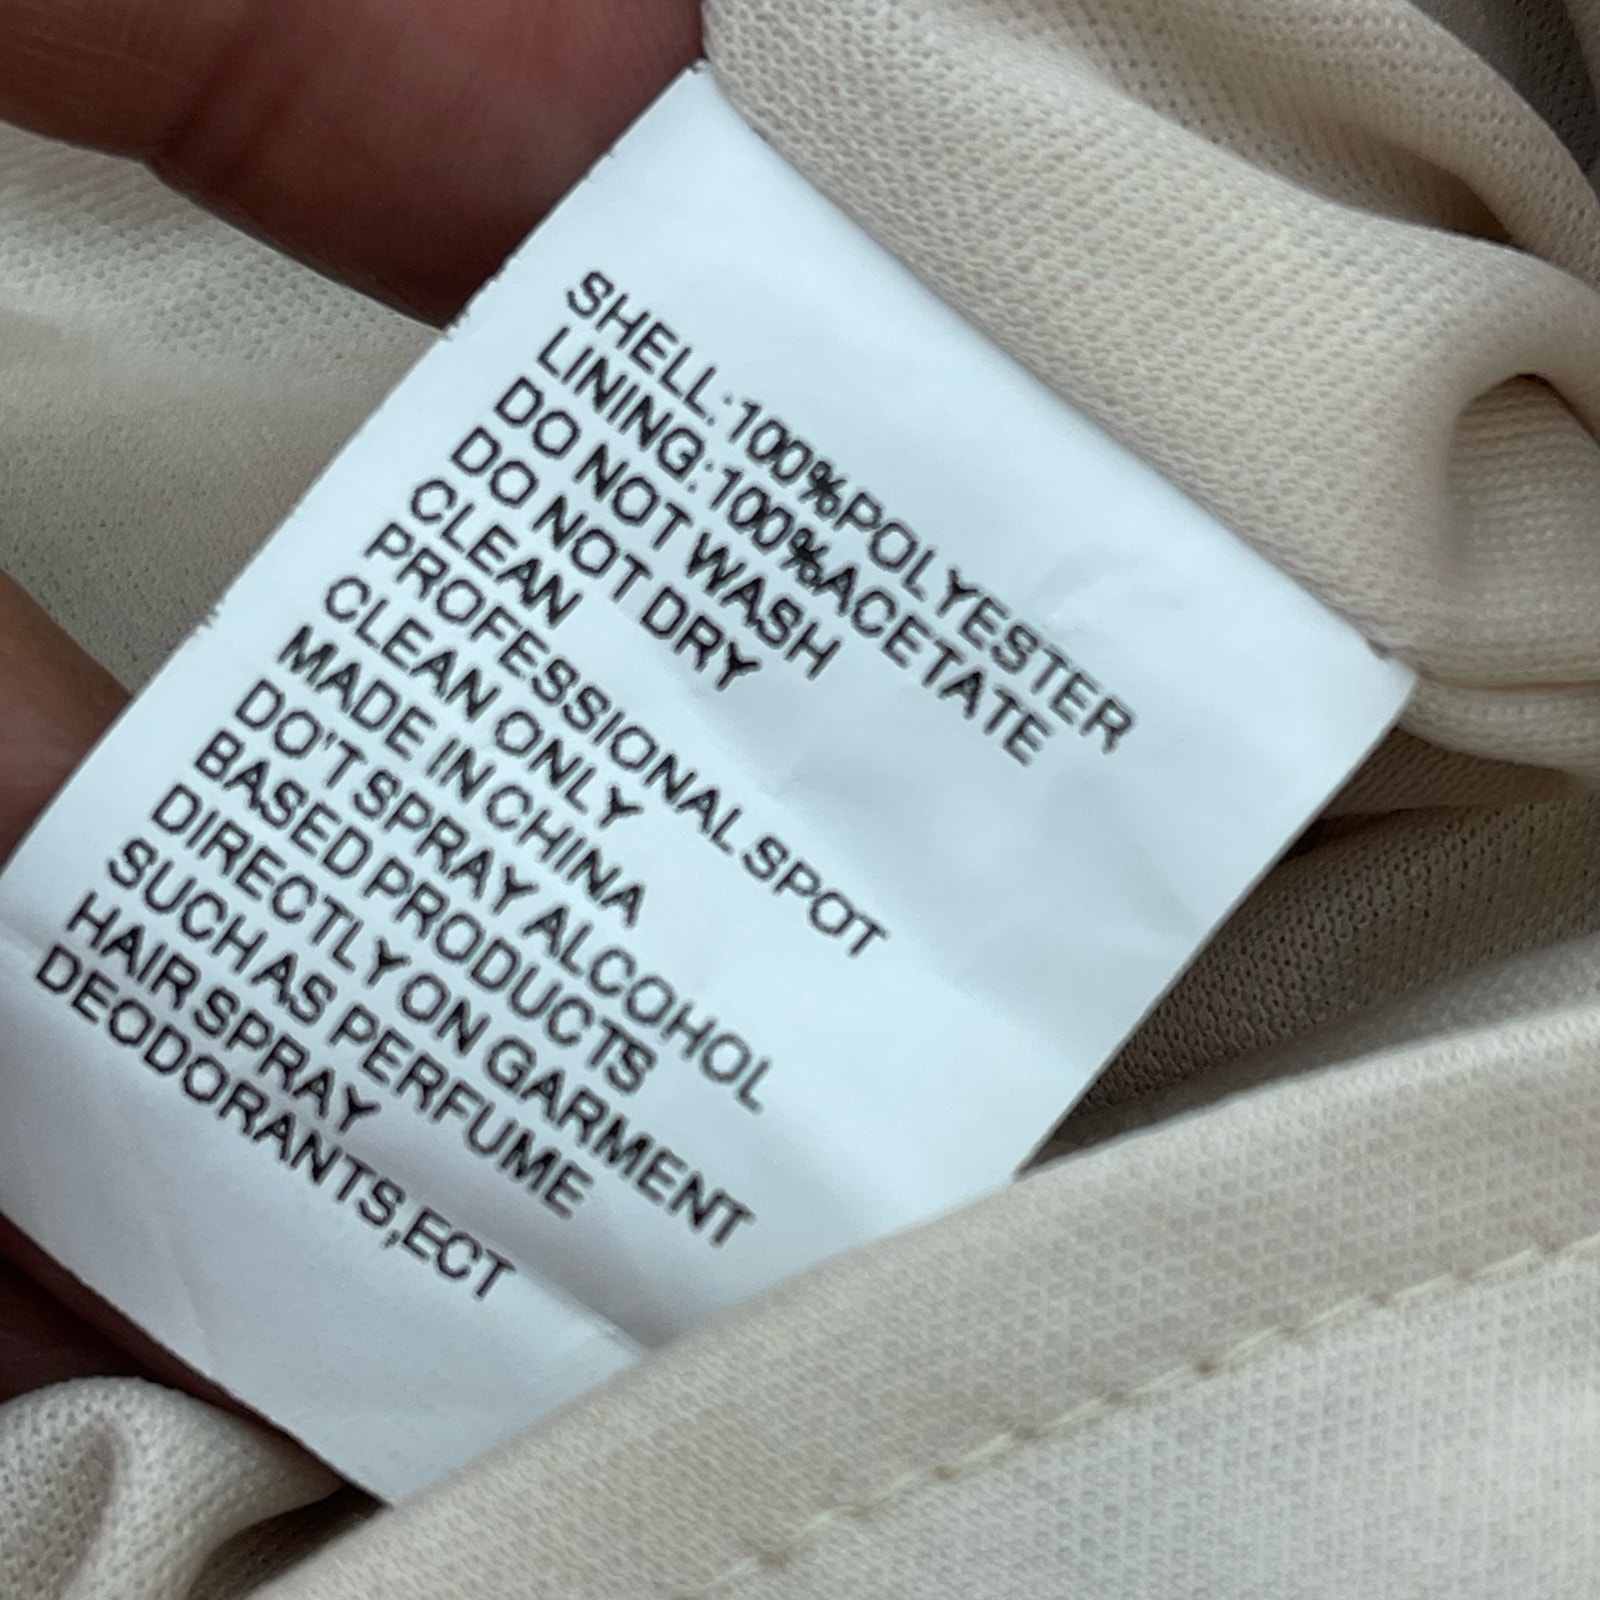 SHELL:100%POLYESTER
LINING:100%ACETATE
DO NOT WASH
DO NOT DRY
CLEAN
PROFESSIONAL SPOT
CLEAN ONLY
MADE IN CHINA
DO'T SPRAY ALCOHOL
BASED PRODUCTS
DIRECTLY ON GARMENT
SUCH AS PERFUME
HAIR SPRAY
DEODORANTS,ECT